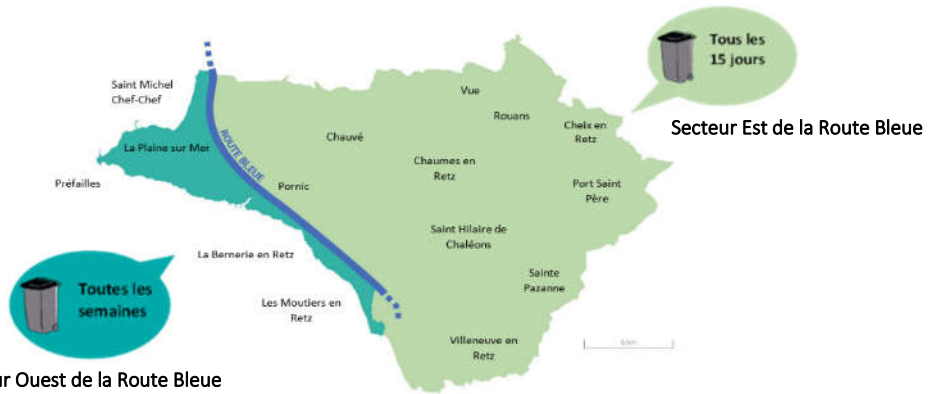 Tous les
15 jours
Secteur Est de la Route Bleue
Saint Michel
Chef-Chef
Vue
Rouans
Cheix en
Retz
Chauvé
ROUTE BLEUE
La Plaine sur Mer
Chaumes en
Retz
Préfailles
Pornic
Port Saint
Père
Saint Hilaire de
Chaléons
La Bernerie en Retz
Sainte
Pazanne
Toutes les
semaines
Les Moutiers en
Retz
Villeneuve en
Retz
ur Ouest de la Route Bleue